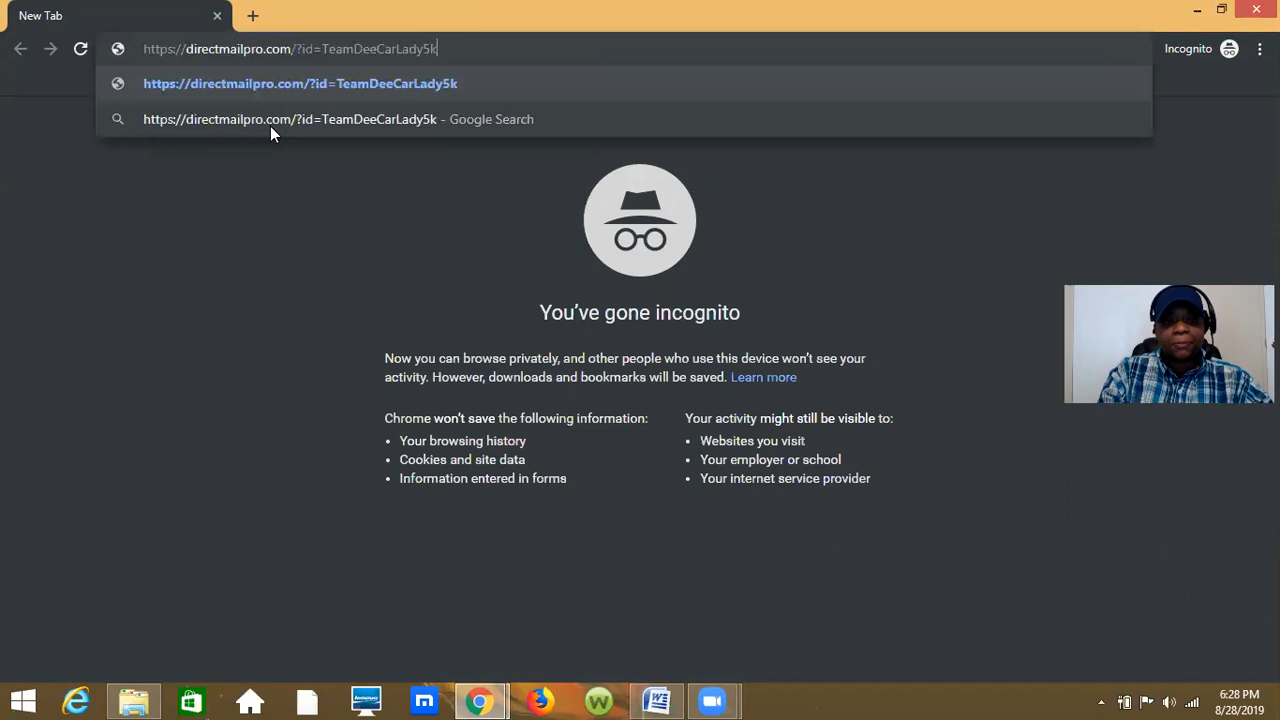 New Tab
https://directmailpro.com/?id=TeamDeeCarLady5k
Incognito
https://directmailpro.com/?id=TeamDeeCarLady5k
https://directmailpro.com/?id=TeamDeeCarLady5k - Google Search
You've gone incognito
Now you can browse privately, and other people who use this device won't see your
activity. However, downloads and bookmarks will be saved. Learn more
Chrome won't save the following information:
• Your browsing history
• Cookies and site data
• Information entered in forms
Your activity might still be visible to:
• Websites you visit
• Your employer or school
• Your internet service provider
6:28 PM
8/28/2019